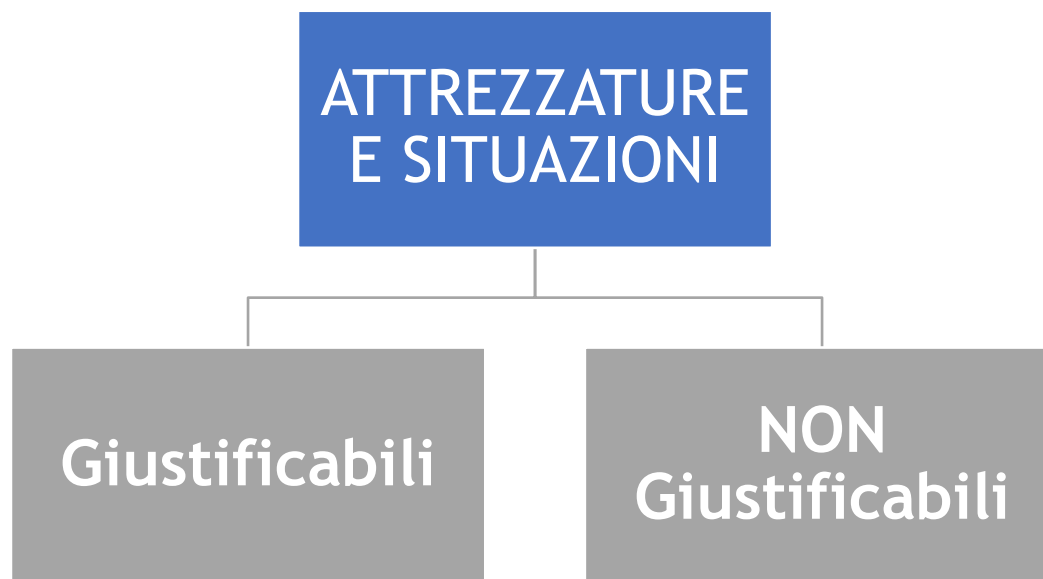 ATTREZZATURE
E SITUAZIONI
Giustificabili
NON
Giustificabili